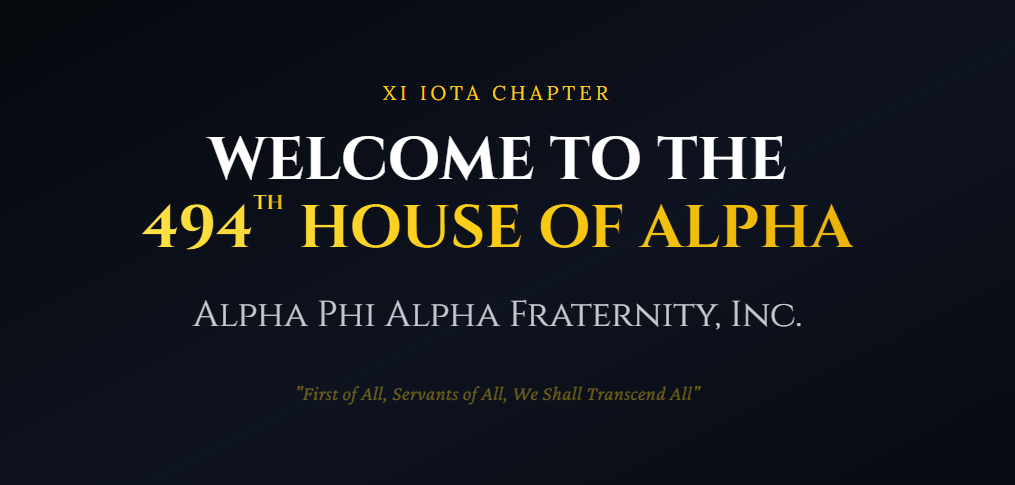 XI IOTA CHAPTER
WELCOME TO THE
494TH HOUSE OF ALPHA
Alpha Phi Alpha Fraternity, Inc.
"First of All, Servants of All, We Shall Transcend All"